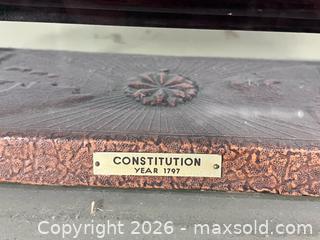 CONSTITUTION
YEAR 1797
Copyright © 2026 - maxsold.com